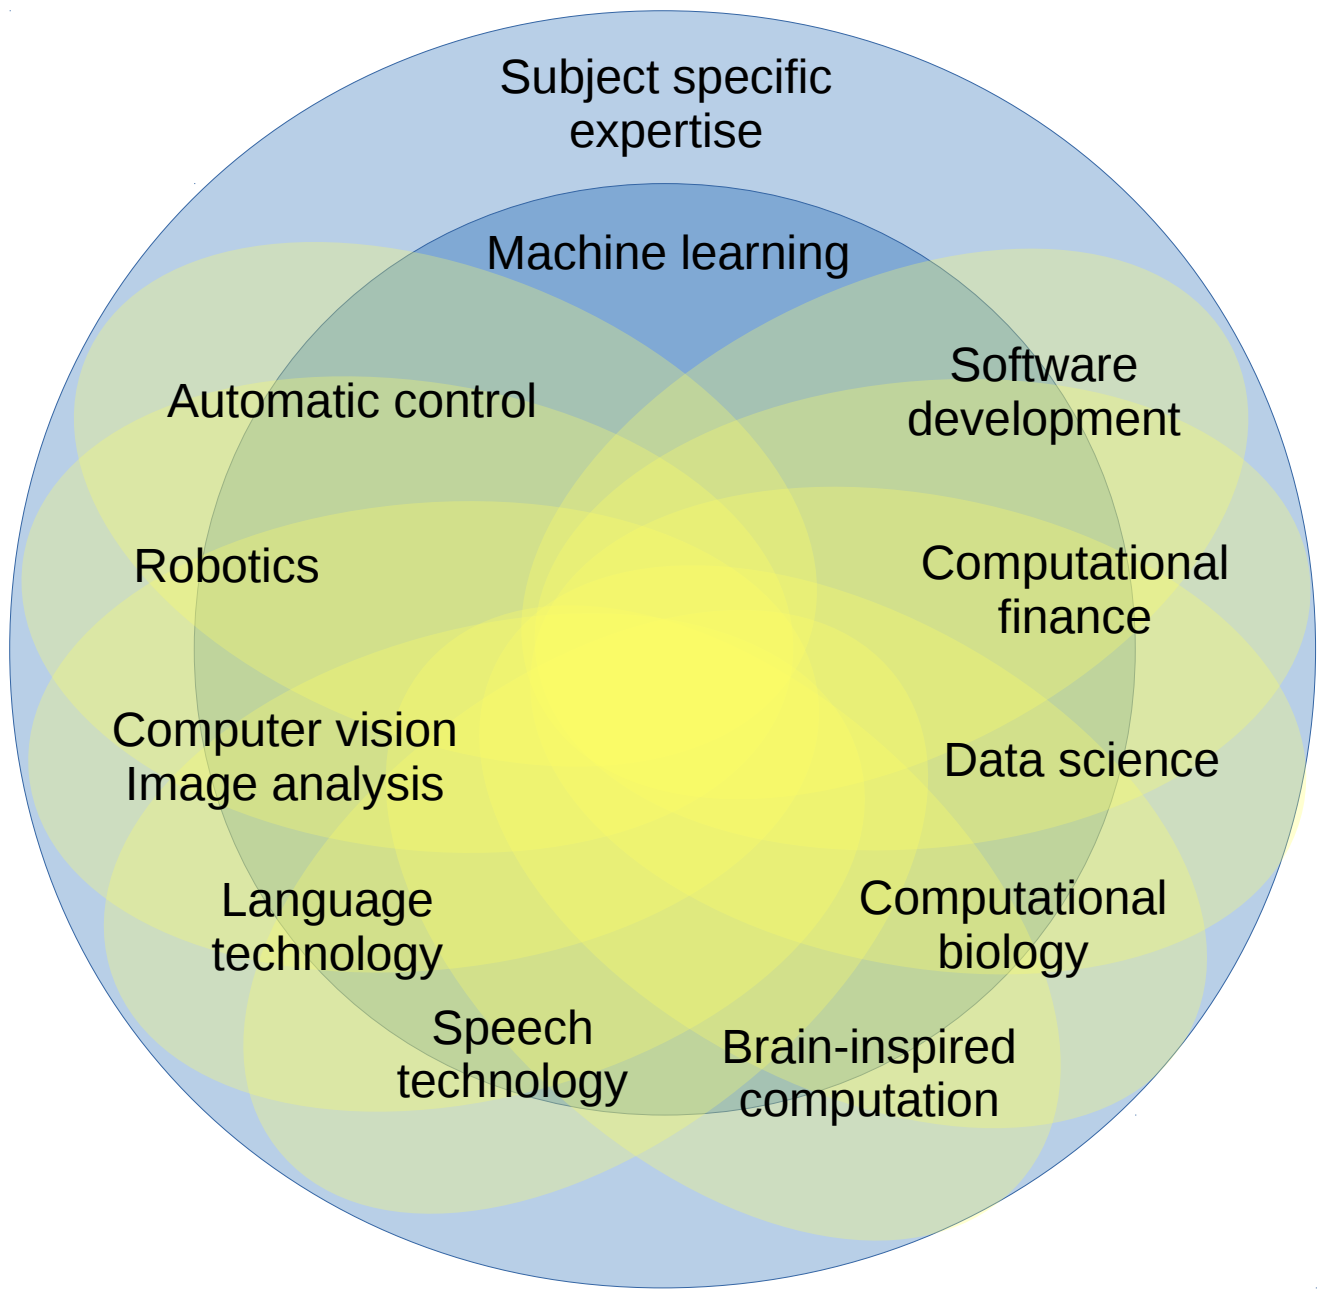 Subject specific
expertise
Machine learning
Automatic control
Software
development
Robotics
Computational
finance
Computer vision
Image analysis
Data science
Language
technology
Computational
biology
Speech
technology
Brain-inspired
computation